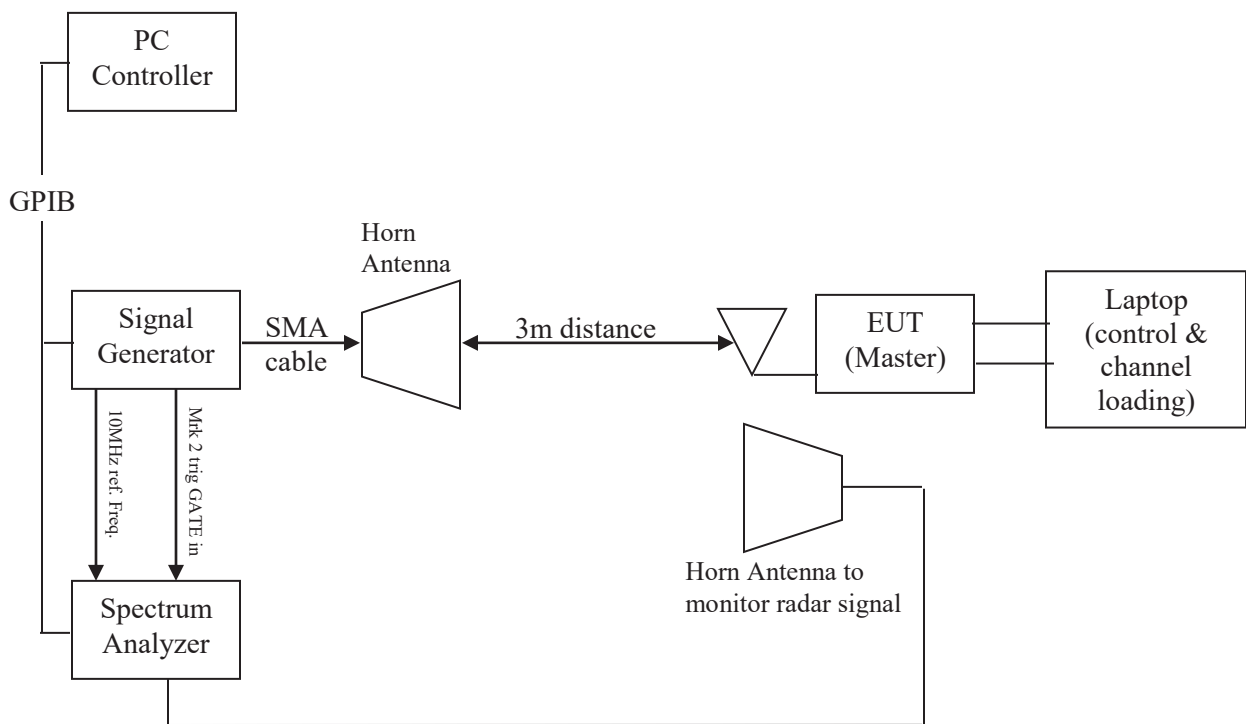 PC
Controller
GPIB
Horn
Antenna
Signal
Generator
SMA
cable
3m distance
EUT
(Master)
Laptop
(control &
channel
loading)
10MHz ref. Freq.
Mrk 2 trig GATE in
Horn Antenna to
monitor radar signal
Spectrum
Analyzer